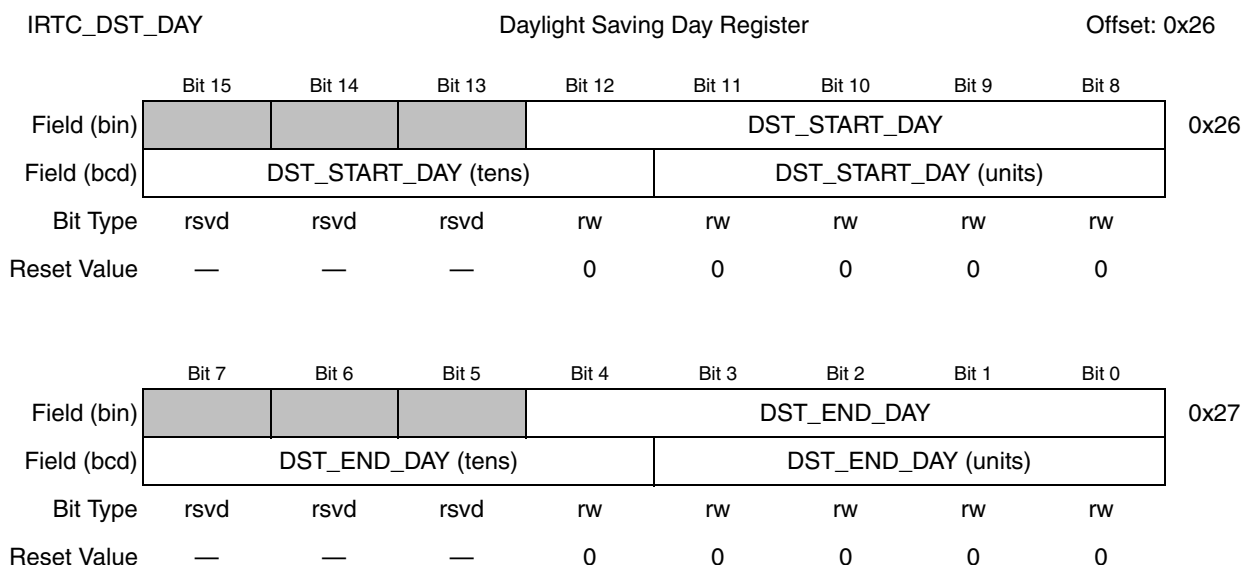 IRTC_DST_DAY Daylight Saving Day Register Offset: 0x26
Bit 15 Bit 14 Bit 13 Bit 12 Bit 11 Bit 10 Bit 9 Bit 8
Field (bin) DST_START_DAY 0x26
Field (bcd) DST_START_DAY (tens) DST_START_DAY (units)
Bit Type rsvd rsvd rsvd rw rw rw rw rw
Reset Value — — — 0 0 0 0 0
Bit 7 Bit 6 Bit 5 Bit 4 Bit 3 Bit 2 Bit 1 Bit 0
Field (bin) DST_END_DAY 0x27
Field (bcd) DST_END_DAY (tens) DST_END_DAY (units)
Bit Type rsvd rsvd rsvd rw rw rw rw rw
Reset Value — — — 0 0 0 0 0